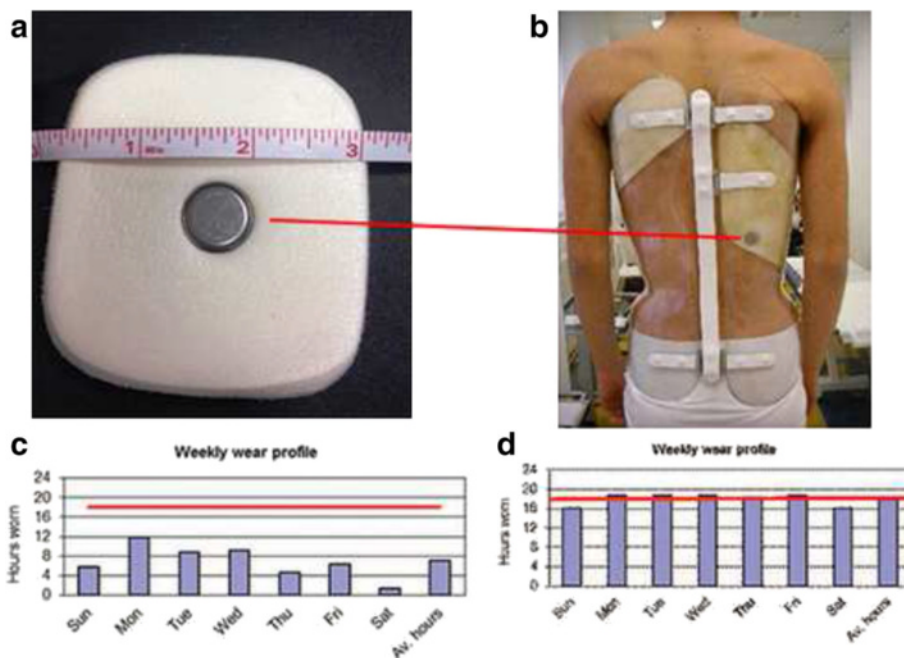 a
b
1
2
3
c
Weekly wear profile
24
20
16
12
8
4
0
Hours worn
Sun
Mon
Tue
Wed
Thu
Fri
Sat
Av. hours
d
Weekly wear profile
24
20
16
12
8
4
0
Hours worn
Sun
Mon
Tue
Wed
Thu
Fri
Sat
Av. hours